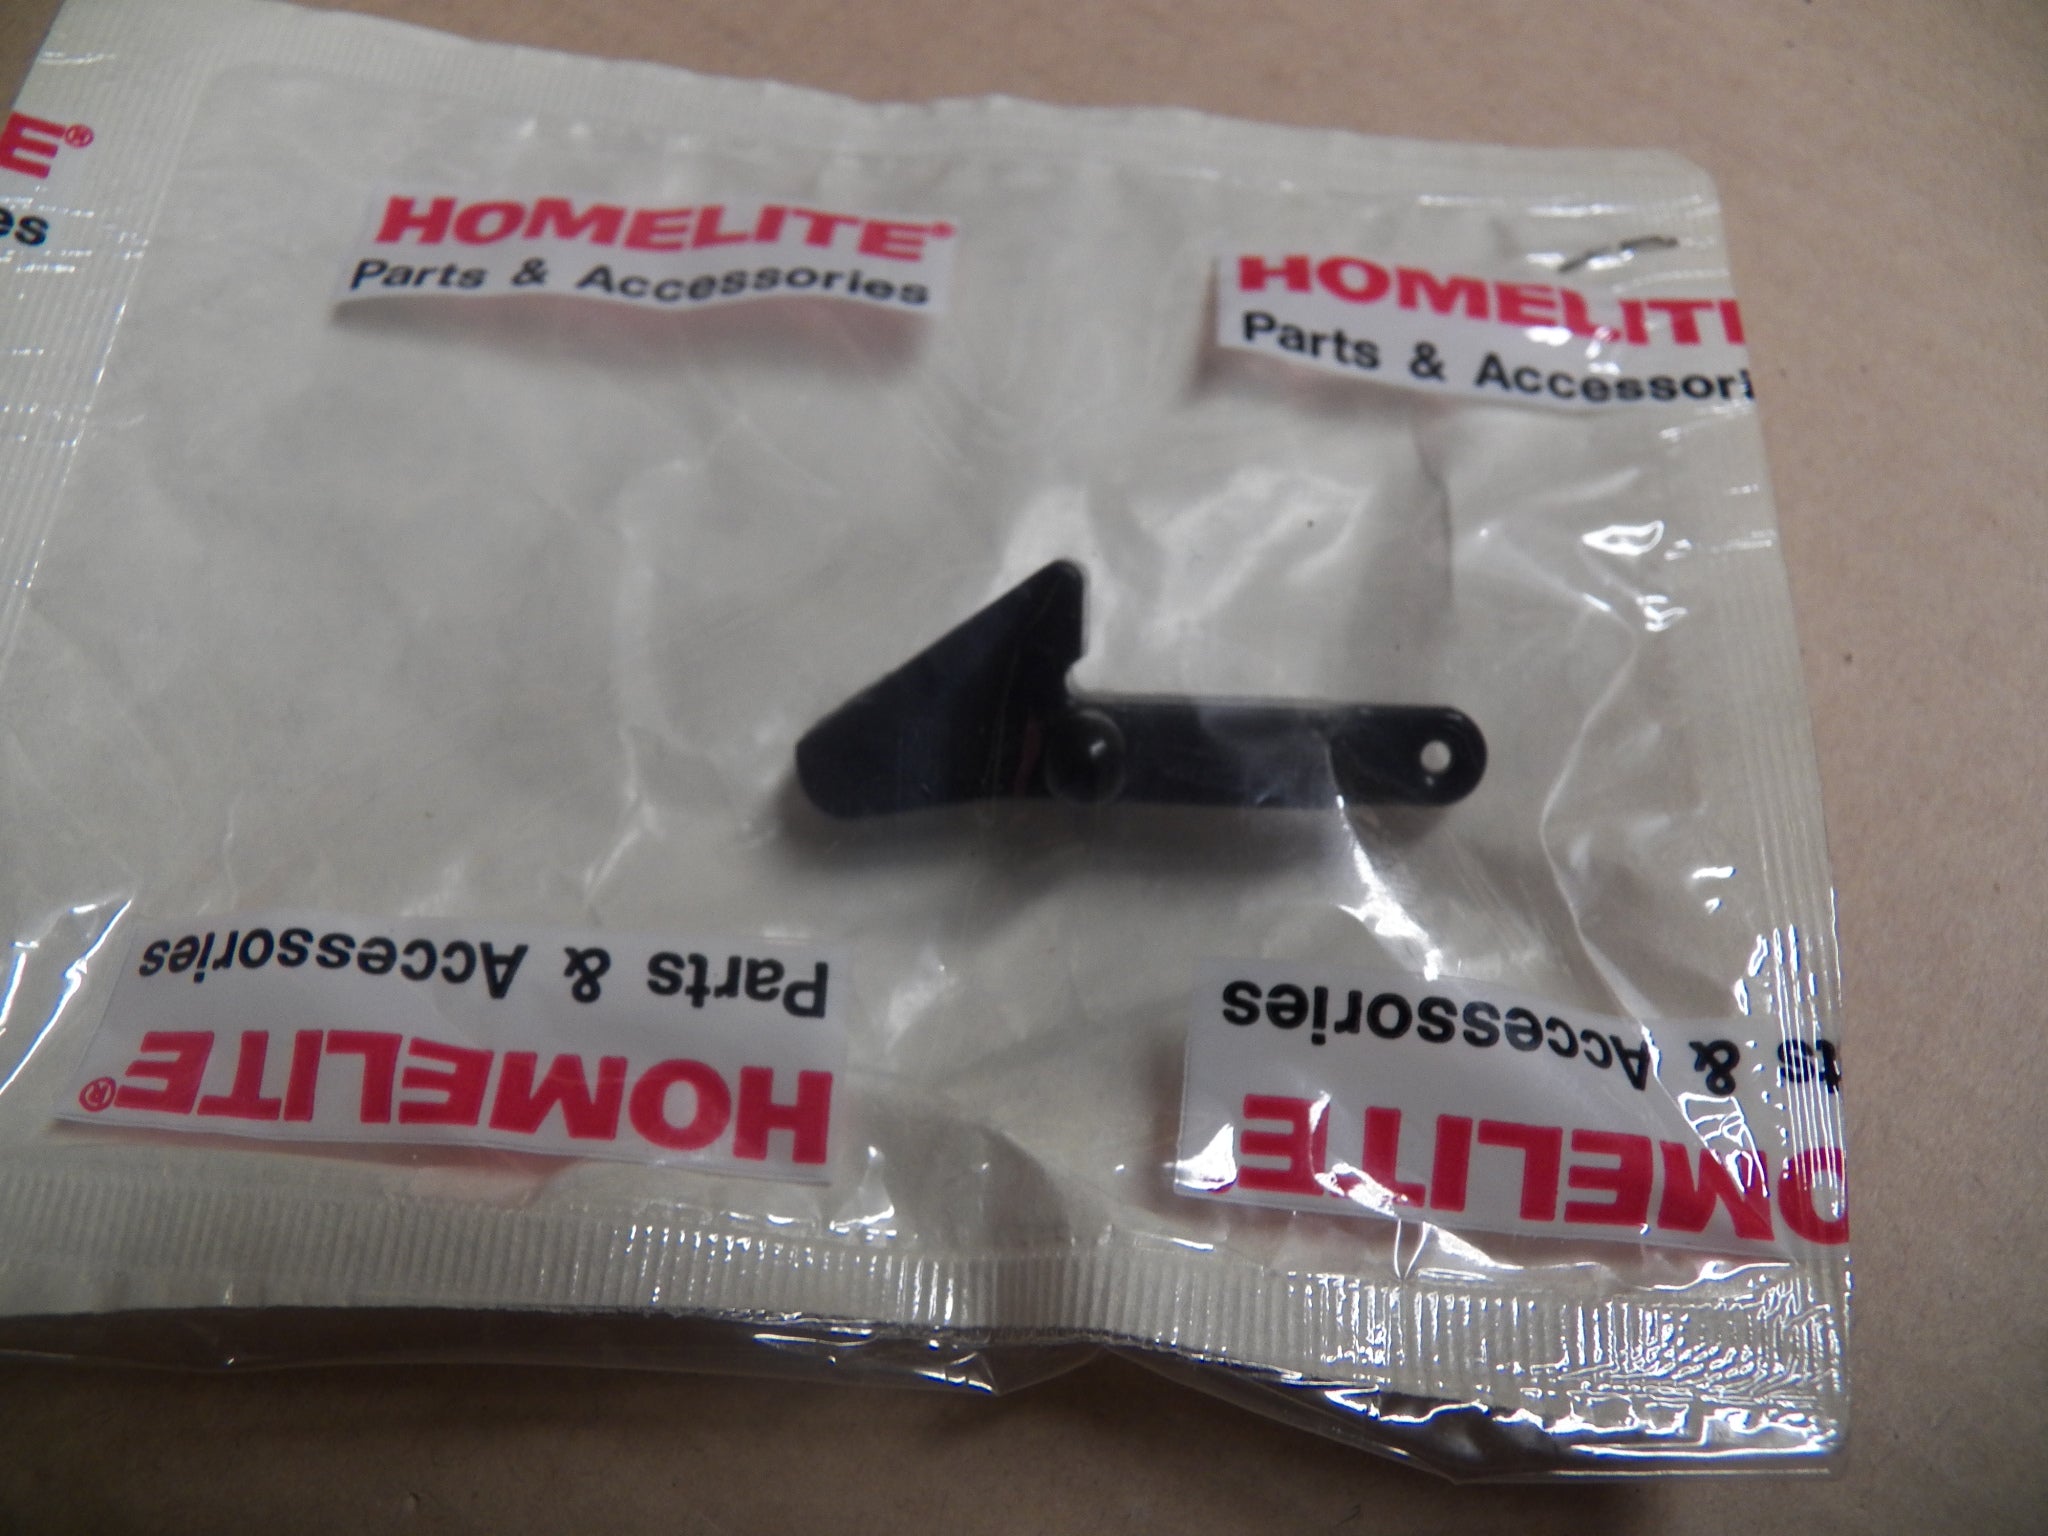 E®
es
HOMELITE®
Parts & Accessories
HOMELITE
Parts & Accessori
Parts & Accessories
HOMELITE®
ts & Accessories
OMELITE®